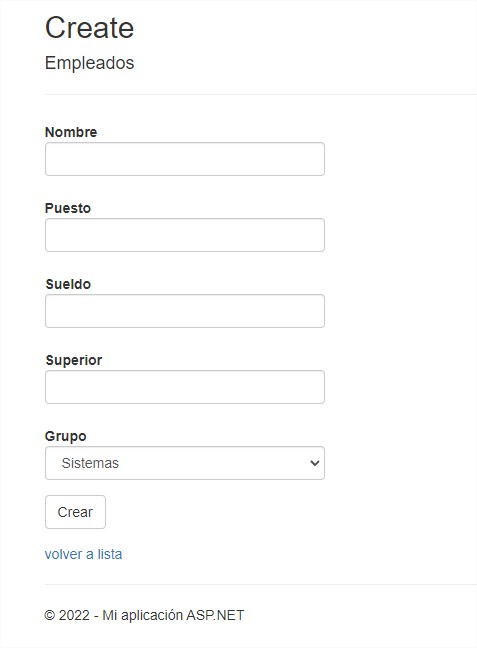 Create
Empleados
Nombre
Puesto
Sueldo
Superior
Grupo
Sistemas
Crear
volver a lista
© 2022 - Mi aplicación ASP.NET